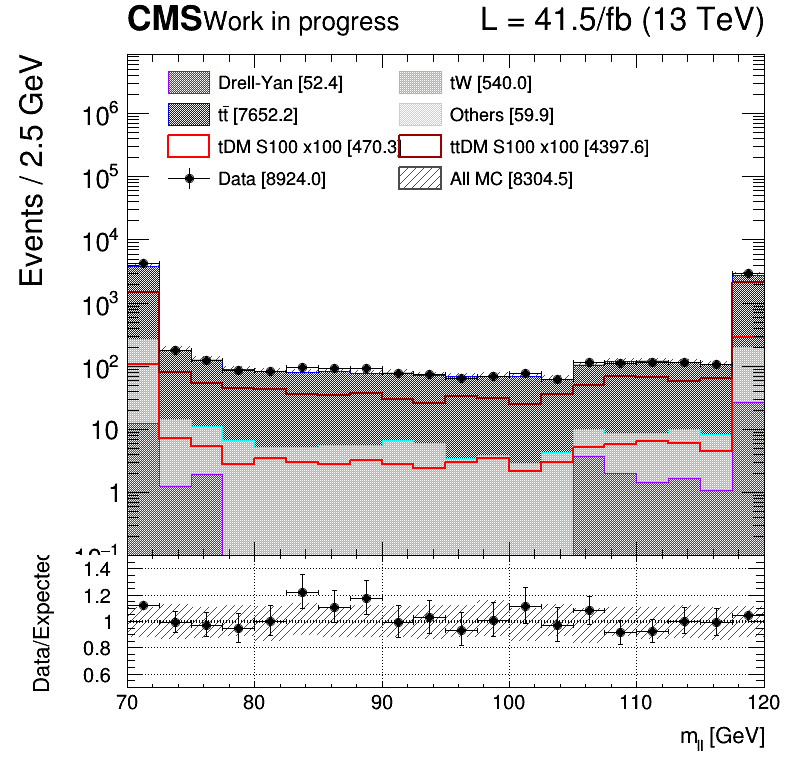 CMS Work in progress L = 41.5/fb (13 TeV)
Events / 2.5 GeV
Drell-Yan [52.4] tW [540.0]
tt̄ [7652.2] Others [59.9]
tDM S100 x100 [470.3] ttDM S100 x100 [4397.6]
Data [8924.0] All MC [8304.5]
10⁶
10⁵
10⁴
10³
10²
10
1
10⁻¹
Data/Expected
1.4
1.2
1
0.8
0.6
70 80 90 100 110 120
m_ll [GeV]